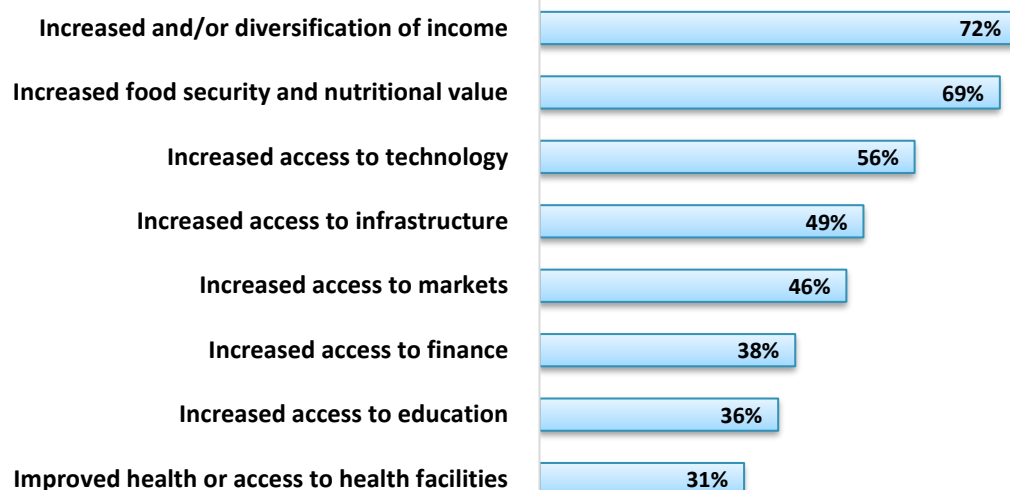 Increased and/or diversification of income 72%
Increased food security and nutritional value 69%
Increased access to technology 56%
Increased access to infrastructure 49%
Increased access to markets 46%
Increased access to finance 38%
Increased access to education 36%
Improved health or access to health facilities 31%